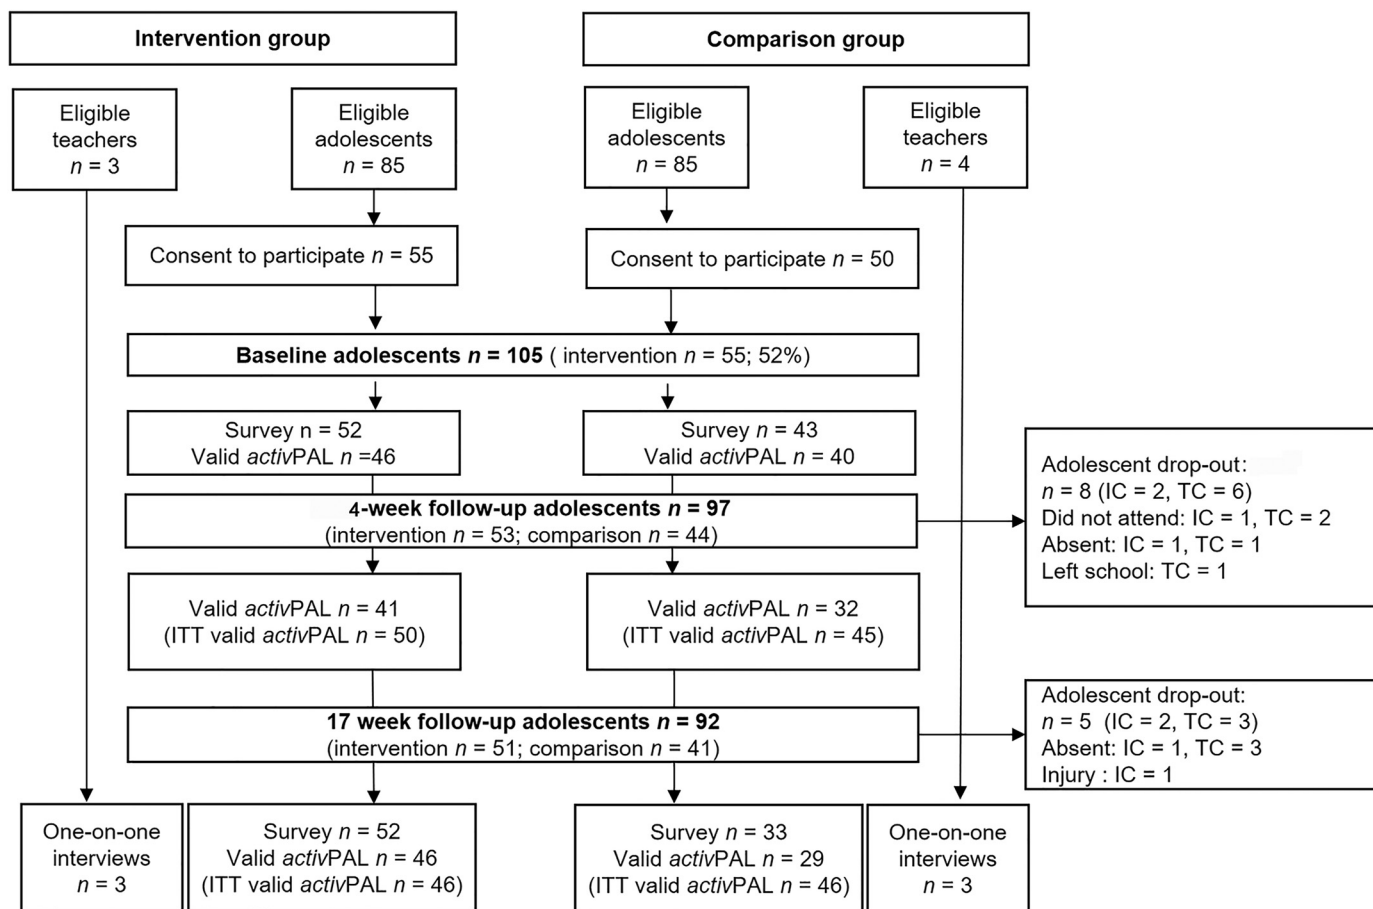 Intervention group
Comparison group
Eligible
teachers
n = 3
Eligible
adolescents
n = 85
Eligible
adolescents
n = 85
Eligible
teachers
n = 4
Consent to participate n = 55
Consent to participate n = 50
Baseline adolescents n = 105 ( intervention n = 55; 52%)
Survey n = 52
Valid activPAL n =46
Survey n = 43
Valid activPAL n = 40
4-week follow-up adolescents n = 97
(intervention n = 53; comparison n = 44)
Adolescent drop-out:
n = 8 (IC = 2, TC = 6)
Did not attend: IC = 1, TC = 2
Absent: IC = 1, TC = 1
Left school: TC = 1
Valid activPAL n = 41
(ITT valid activPAL n = 50)
Valid activPAL n = 32
(ITT valid activPAL n = 45)
17 week follow-up adolescents n = 92
(intervention n = 51; comparison n = 41)
Adolescent drop-out:
n = 5 (IC = 2, TC = 3)
Absent: IC = 1, TC = 3
Injury : IC = 1
One-on-one
interviews
n = 3
Survey n = 52
Valid activPAL n = 46
(ITT valid activPAL n = 46)
Survey n = 33
Valid activPAL n = 29
(ITT valid activPAL n = 46)
One-on-one
interviews
n = 3